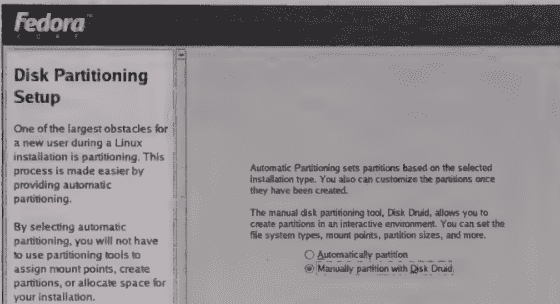 Fedora™
CORE
Disk Partitioning
Setup
One of the largest obstacles for
a new user during a Linux
installation is partitioning. This
process is made easier by
providing automatic
partitioning.
By selecting automatic
partitioning, you will not have
to use partitioning tools to
assign mount points, create
partitions, or allocate space for
your installation.
Automatic Partitioning sets partitions based on the selected
installation type. You also can customize the partitions once
they have been created.
The manual disk partitioning tool, Disk Druid, allows you to
create partitions in an interactive environment. You can set the
file system types, mount points, partition sizes, and more.
Automatically partition
Manually partition with Disk Druid